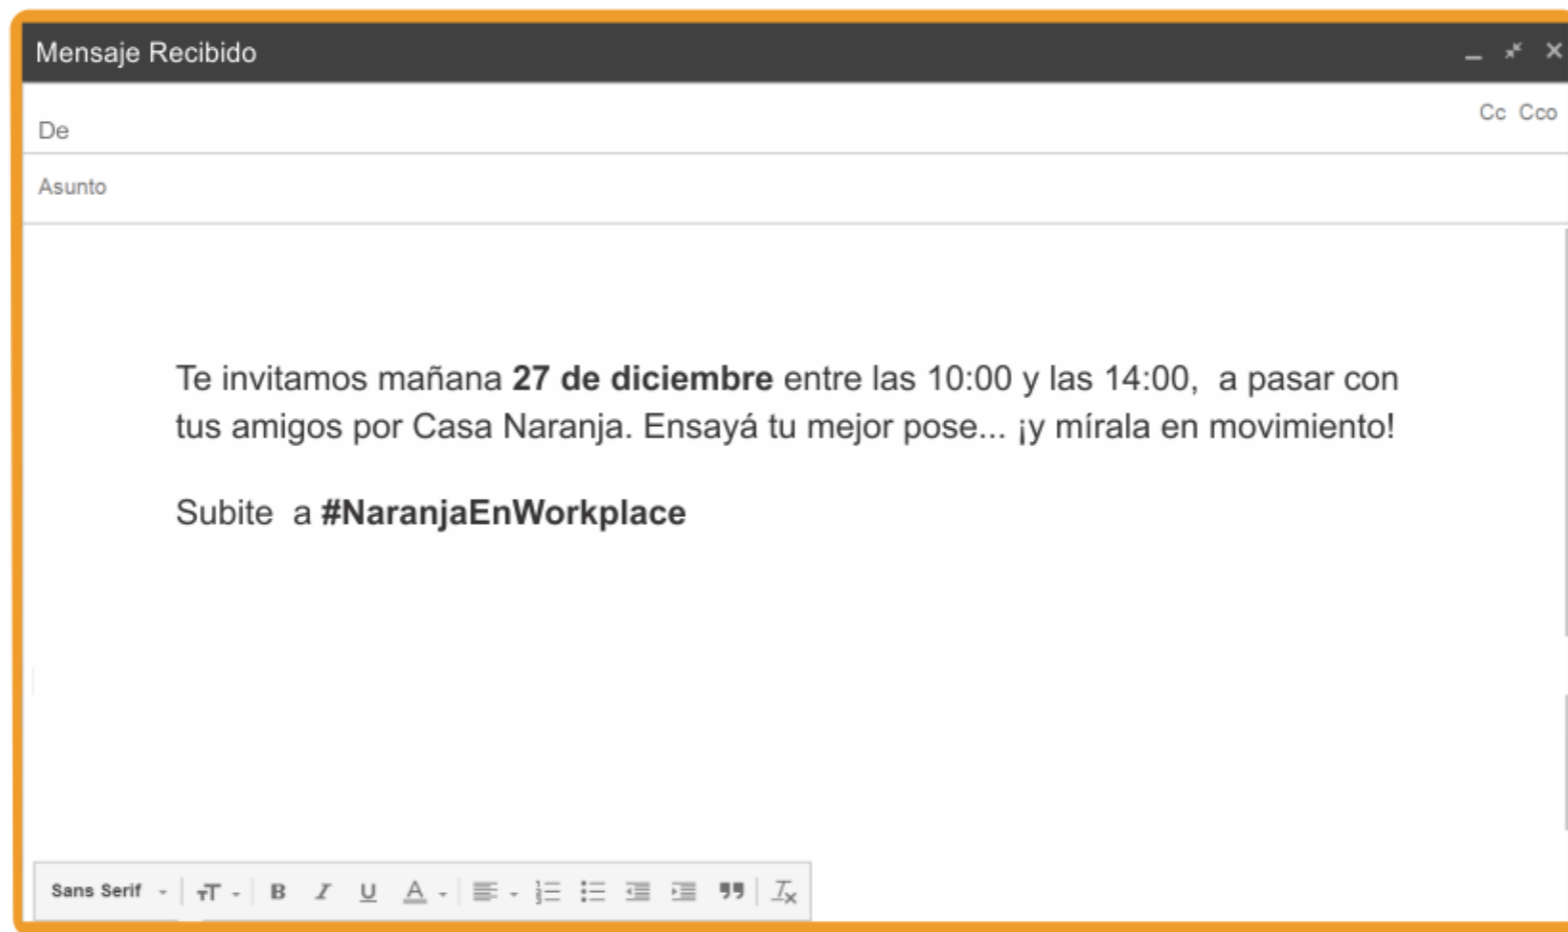 Mensaje Recibido
Cc Cco
De
Asunto
Te invitamos mañana 27 de diciembre entre las 10:00 y las 14:00, a pasar con
tus amigos por Casa Naranja. Ensayá tu mejor pose... ¡y mírala en movimiento!
Subite a #NaranjaEnWorkplace
Sans Serif